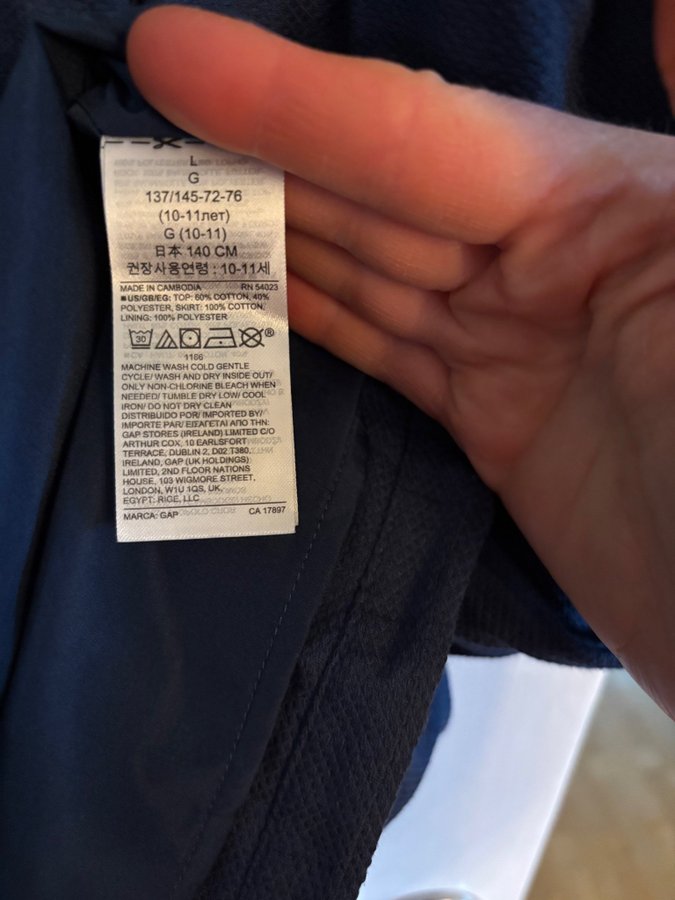 L
G
137/145-72-76
(10-11лет)
G (10-11)
日本 140 CM
권장사용연령 : 10-11세
MADE IN CAMBODIA RN 54023
■US/GB/EG: TOP: 60% COTTON, 40%
POLYESTER, SKIRT: 100% COTTON,
LINING: 100% POLYESTER
30
1186
MACHINE WASH COLD GENTLE
CYCLE/ WASH AND DRY INSIDE OUT/
ONLY NON-CHLORINE BLEACH WHEN
NEEDED/ TUMBLE DRY LOW/ COOL
IRON/ DO NOT DRY CLEAN
DISTRIBUIDO POR/ IMPORTED BY/
IMPORTE PAR/ ΕΙΣΑΓΕΤΑΙ ΑΠΟ ΤΗΝ:
GAP STORES (IRELAND) LIMITED C/O
ARTHUR COX, 10 EARLSFORT
TERRACE, DUBLIN 2, D02 T380,
IRELAND, GAP (UK HOLDINGS)
LIMITED, 2ND FLOOR NATIONS
HOUSE, 103 WIGMORE STREET,
LONDON, W1U 1QS, UK,
EGYPT: RIGE, LLC
MARCA: GAP CA 17897